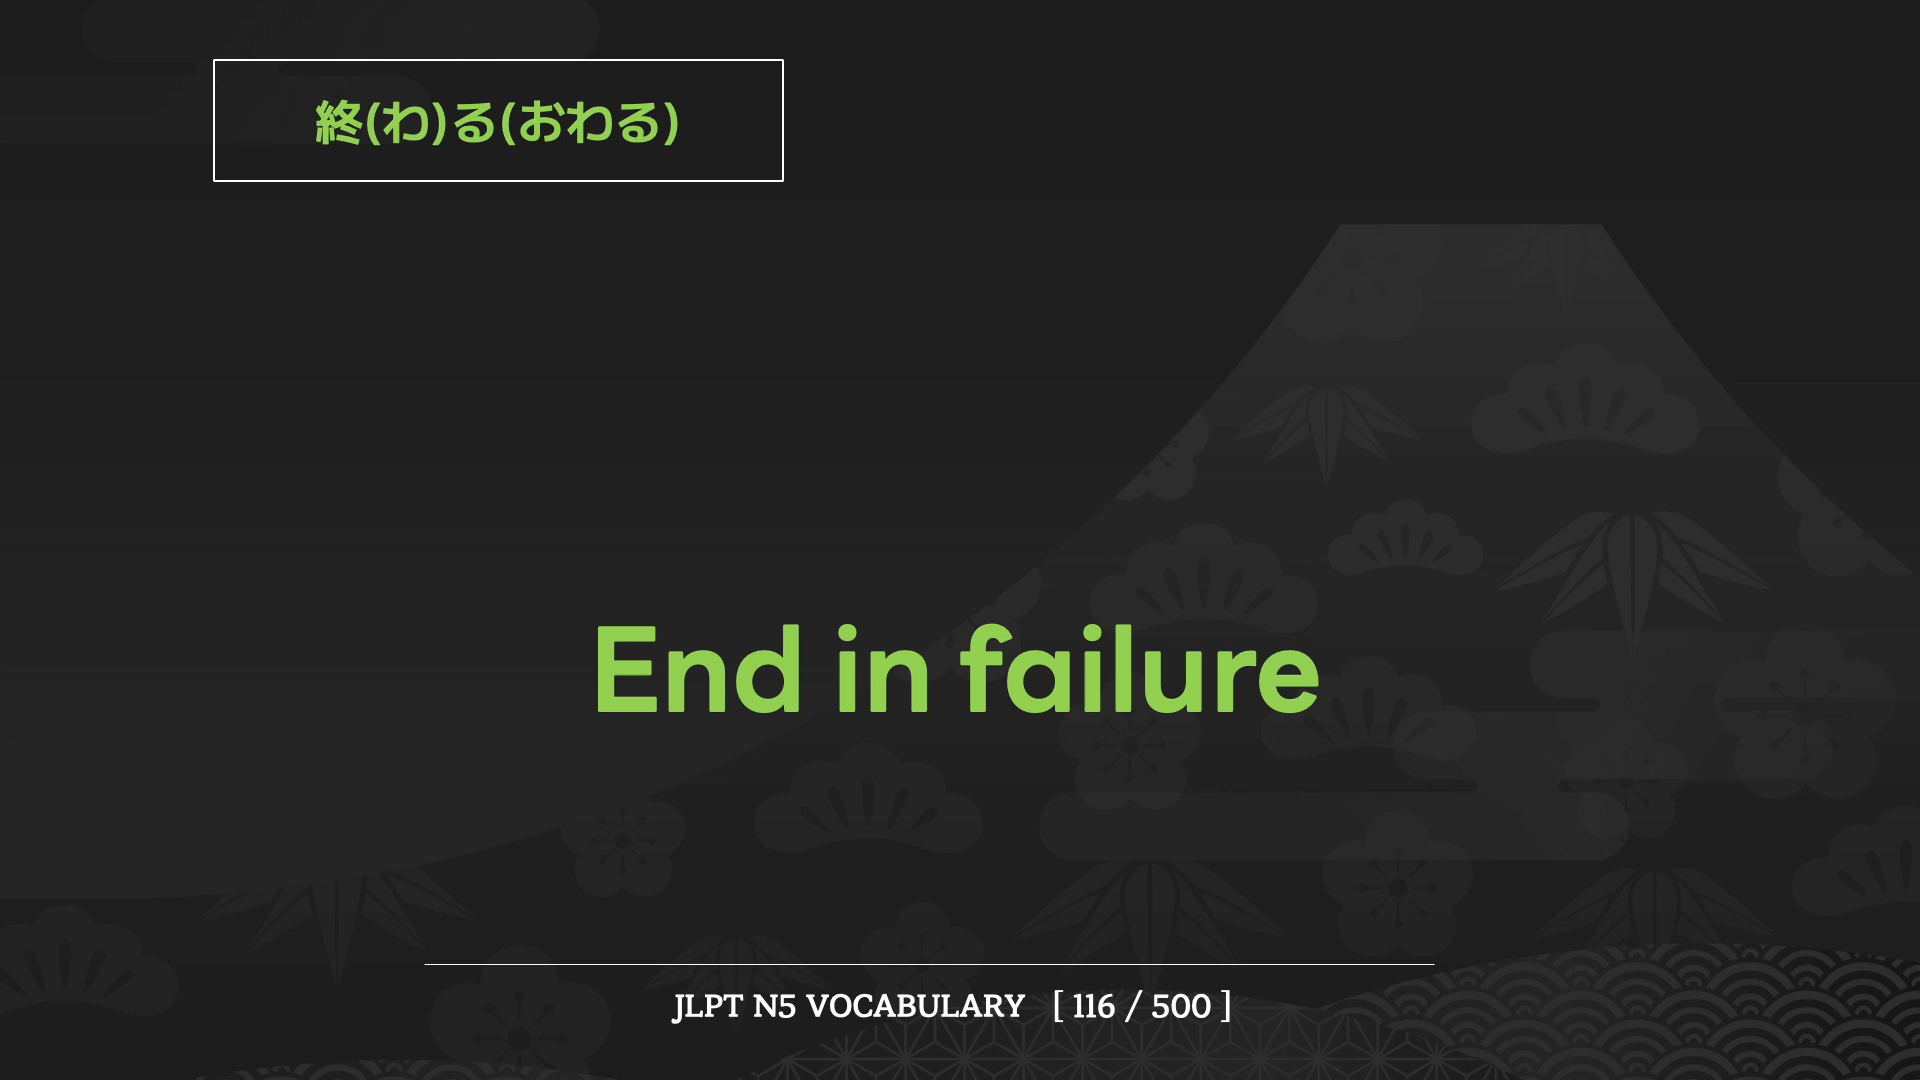 終(わ)る(おわる)
End in failure
JLPT N5 VOCABULARY [ 116 / 500 ]